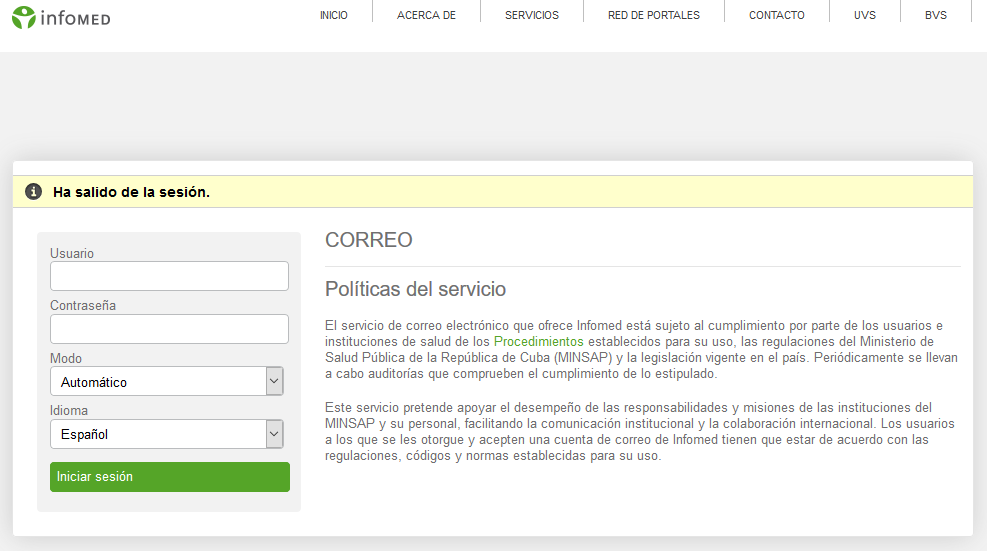 infOMED
INICIO
ACERCA DE
SERVICIOS
RED DE PORTALES
CONTACTO
UVS
BVS
Ha salido de la sesión.
Usuario
Contraseña
Modo
Automático
Idioma
Español
Iniciar sesión
CORREO
Políticas del servicio
El servicio de correo electrónico que ofrece Infomed está sujeto al cumplimiento por parte de los usuarios e
instituciones de salud de los Procedimientos establecidos para su uso, las regulaciones del Ministerio de
Salud Pública de la República de Cuba (MINSAP) y la legislación vigente en el país. Periódicamente se llevan
a cabo auditorías que comprueben el cumplimiento de lo estipulado.
Este servicio pretende apoyar el desempeño de las responsabilidades y misiones de las instituciones del
MINSAP y su personal, facilitando la comunicación institucional y la colaboración internacional. Los usuarios
a los que se les otorgue y acepten una cuenta de correo de Infomed tienen que estar de acuerdo con las
regulaciones, códigos y normas establecidas para su uso.